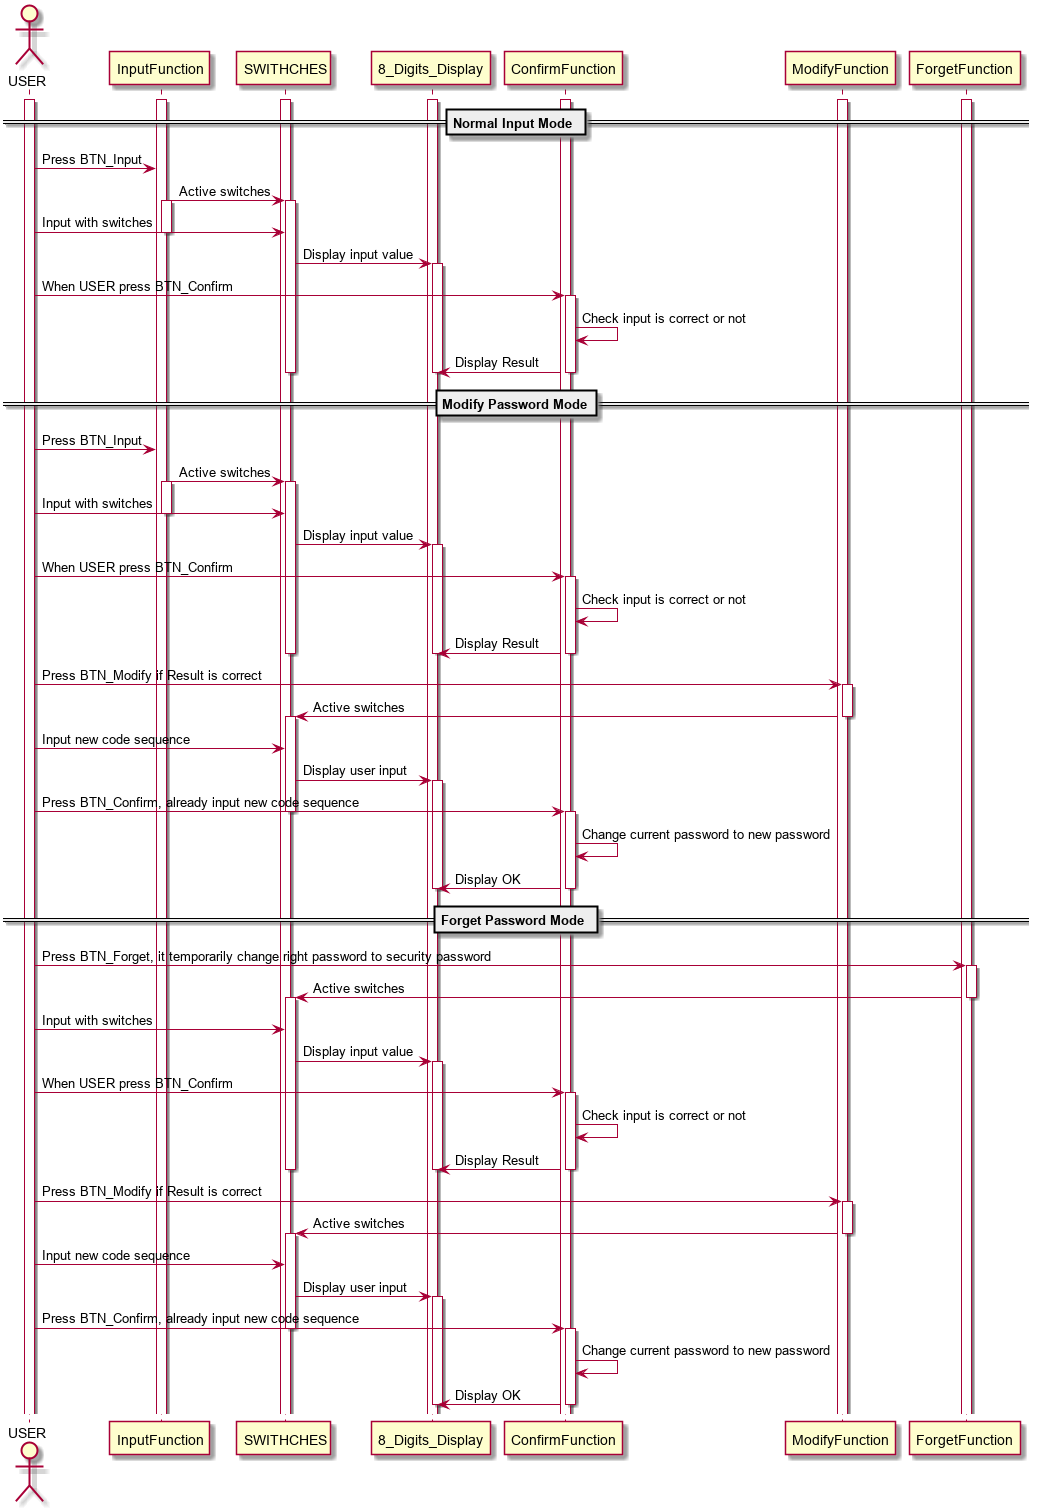 USER
InputFunction
SWITHCHES
8_Digits_Display
ConfirmFunction
ModifyFunction
ForgetFunction
Normal Input Mode
Press BTN_Input
Active switches
Input with switches
Display input value
When USER press BTN_Confirm
Check input is correct or not
Display Result
Modify Password Mode
Press BTN_Input
Active switches
Input with switches
Display input value
When USER press BTN_Confirm
Check input is correct or not
Display Result
Press BTN_Modify if Result is correct
Active switches
Input new code sequence
Display user input
Press BTN_Confirm, already input new code sequence
Change current password to new password
Display OK
Forget Password Mode
Press BTN_Forget, it temporarily change right password to security password
Active switches
Input with switches
Display input value
When USER press BTN_Confirm
Check input is correct or not
Display Result
Press BTN_Modify if Result is correct
Active switches
Input new code sequence
Display user input
Press BTN_Confirm, already input new code sequence
Change current password to new password
Display OK
USER
InputFunction
SWITHCHES
8_Digits_Display
ConfirmFunction
ModifyFunction
ForgetFunction